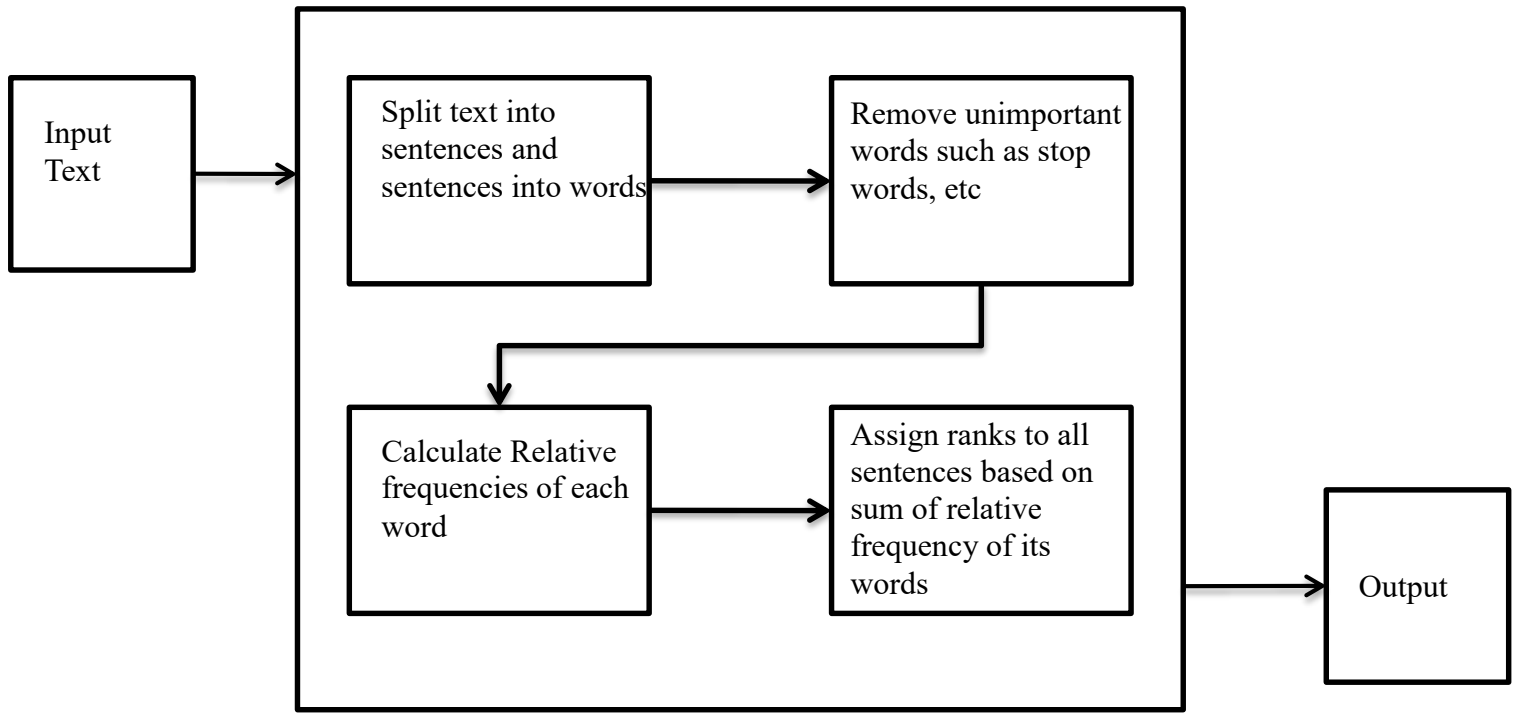 Input
Text
Split text into
sentences and
sentences into words
Remove unimportant
words such as stop
words, etc
Calculate Relative
frequencies of each
word
Assign ranks to all
sentences based on
sum of relative
frequency of its
words
Output